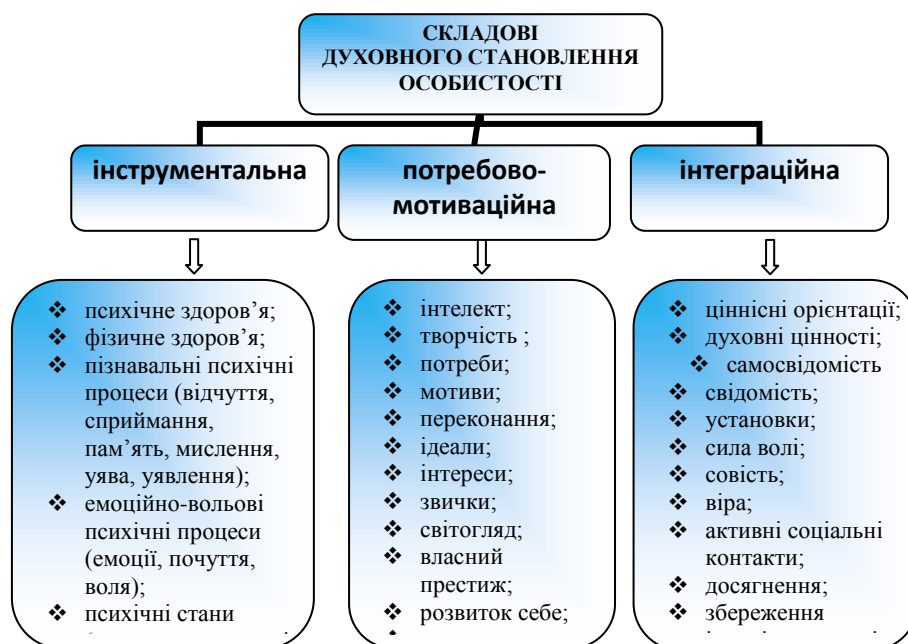 СКЛАДОВІ
ДУХОВНОГО СТАНОВЛЕННЯ
ОСОБИСТОСТІ
інструментальна
❖ психічне здоров’я;
❖ фізичне здоров’я;
❖ пізнавальні психічні
процеси (відчуття,
сприймання,
пам’ять, мислення,
уява, уявлення);
❖ емоційно-вольові
психічні процеси
(емоції, почуття,
воля);
❖ психічні стани
потребово-
мотиваційна
❖ інтелект;
❖ творчість ;
❖ потреби;
❖ мотиви;
❖ переконання;
❖ ідеали;
❖ інтереси;
❖ звички;
❖ світогляд;
❖ власний
престиж;
❖ розвиток себе;
інтеграційна
❖ ціннісні орієнтації;
❖ духовні цінності;
❖ самосвідомість
❖ свідомість;
❖ установки;
❖ сила волі;
❖ совість;
❖ віра;
❖ активні соціальні
контакти;
❖ досягнення;
❖ збереження